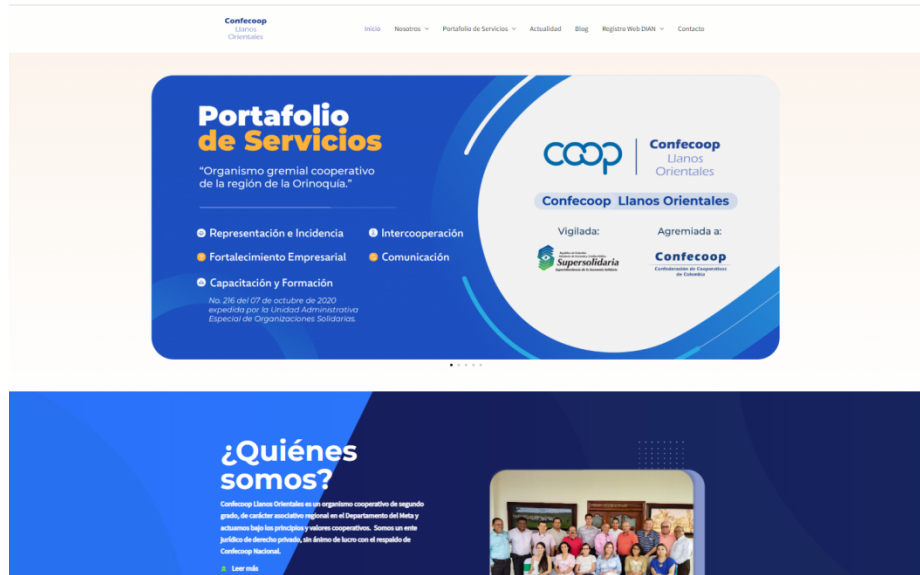 Confecoop
Llanos
Orientales
Inicio Nosotros Portafolio de Servicios Actualidad Blog Registro Web DIAN Contacto
Portafolio
de Servicios
“Organismo gremial cooperativo
de la región de la Orinoquía.”
Representación e Incidencia
Intercooperación
Fortalecimiento Empresarial
Comunicación
Capacitación y Formación
No. 216 del 07 de octubre de 2020
expedida por la Unidad Administrativa
Especial de Organizaciones Solidarias.
coop
Confecoop
Llanos
Orientales
Confecoop Llanos Orientales
Vigilada:
Agremiada a:
Supersolidaria
Superintendencia de la Economía Solidaria
Confecoop
Confederación de Cooperativas
de Colombia
¿Quiénes
somos?
Confecoop Llanos Orientales es un organismo cooperativo de segundo
grado, de carácter asociativo regional en el Departamento del Meta y
actuamos bajo los principios y valores cooperativos. Somos un ente
jurídico de derecho privado, sin ánimo de lucro con el respaldo de
Confecoop Nacional.
Leer más